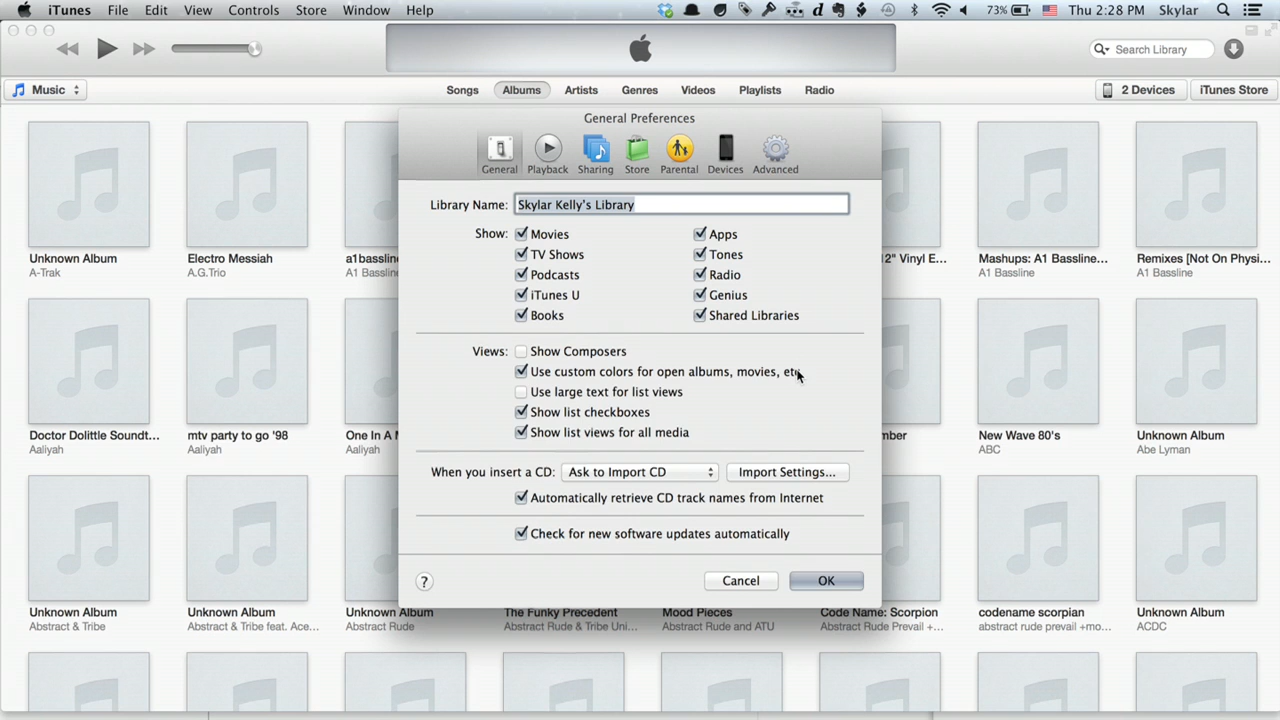 iTunes File Edit View Controls Store Window Help 73% Thu 2:28 PM Skylar
Search Library
Music Songs Albums Artists Genres Videos Playlists Radio 2 Devices iTunes Store
General Preferences
General Playback Sharing Store Parental Devices Advanced
Library Name: Skylar Kelly's Library
Show: Movies Apps
TV Shows Tones
Podcasts Radio
iTunes U Genius
Books Shared Libraries
Views: Show Composers
Use custom colors for open albums, movies, etc
Use large text for list views
Show list checkboxes
Show list views for all media
When you insert a CD: Ask to Import CD Import Settings...
Automatically retrieve CD track names from Internet
Check for new software updates automatically
? Cancel OK
Unknown Album Electro Messiah a1bassline 12" Vinyl E... Mashups: A1 Bassline... Remixes [Not On Physi...
A-Trak A.G.Trio A1 Bassline A1 Bassline A1 Bassline
Doctor Dolittle Soundt... mtv party to go '98 One In A New Wave 80's Unknown Album
Aaliyah Aaliyah Aaliyah ABC Abe Lyman
Unknown Album Unknown Album Unknown Album The Funky Precedent Mood Pieces Code Name: Scorpion codename scorpian Unknown Album
Abstract & Tribe Abstract & Tribe feat. Ace... Abstract Rude Abstract Rude & Tribe Uni... Abstract Rude and ATU Abstract Rude Prevail +... abstract rude prevail +mo... ACDC